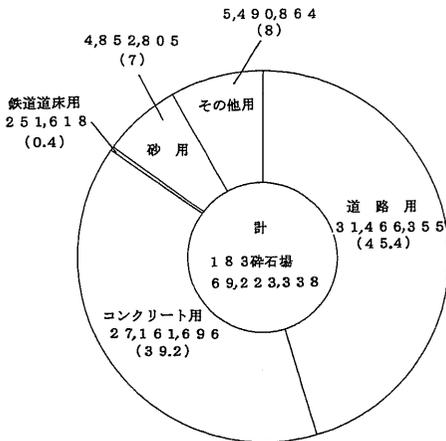 5,490,864
(8)
4,852,805
(7)
その他用
鉄道道床用
251,618
(0.4)
砂 用
道 路 用
31,466,355
(45.4)
計
183砕石場
69,223,338
コンクリート用
27,161,696
(39.2)